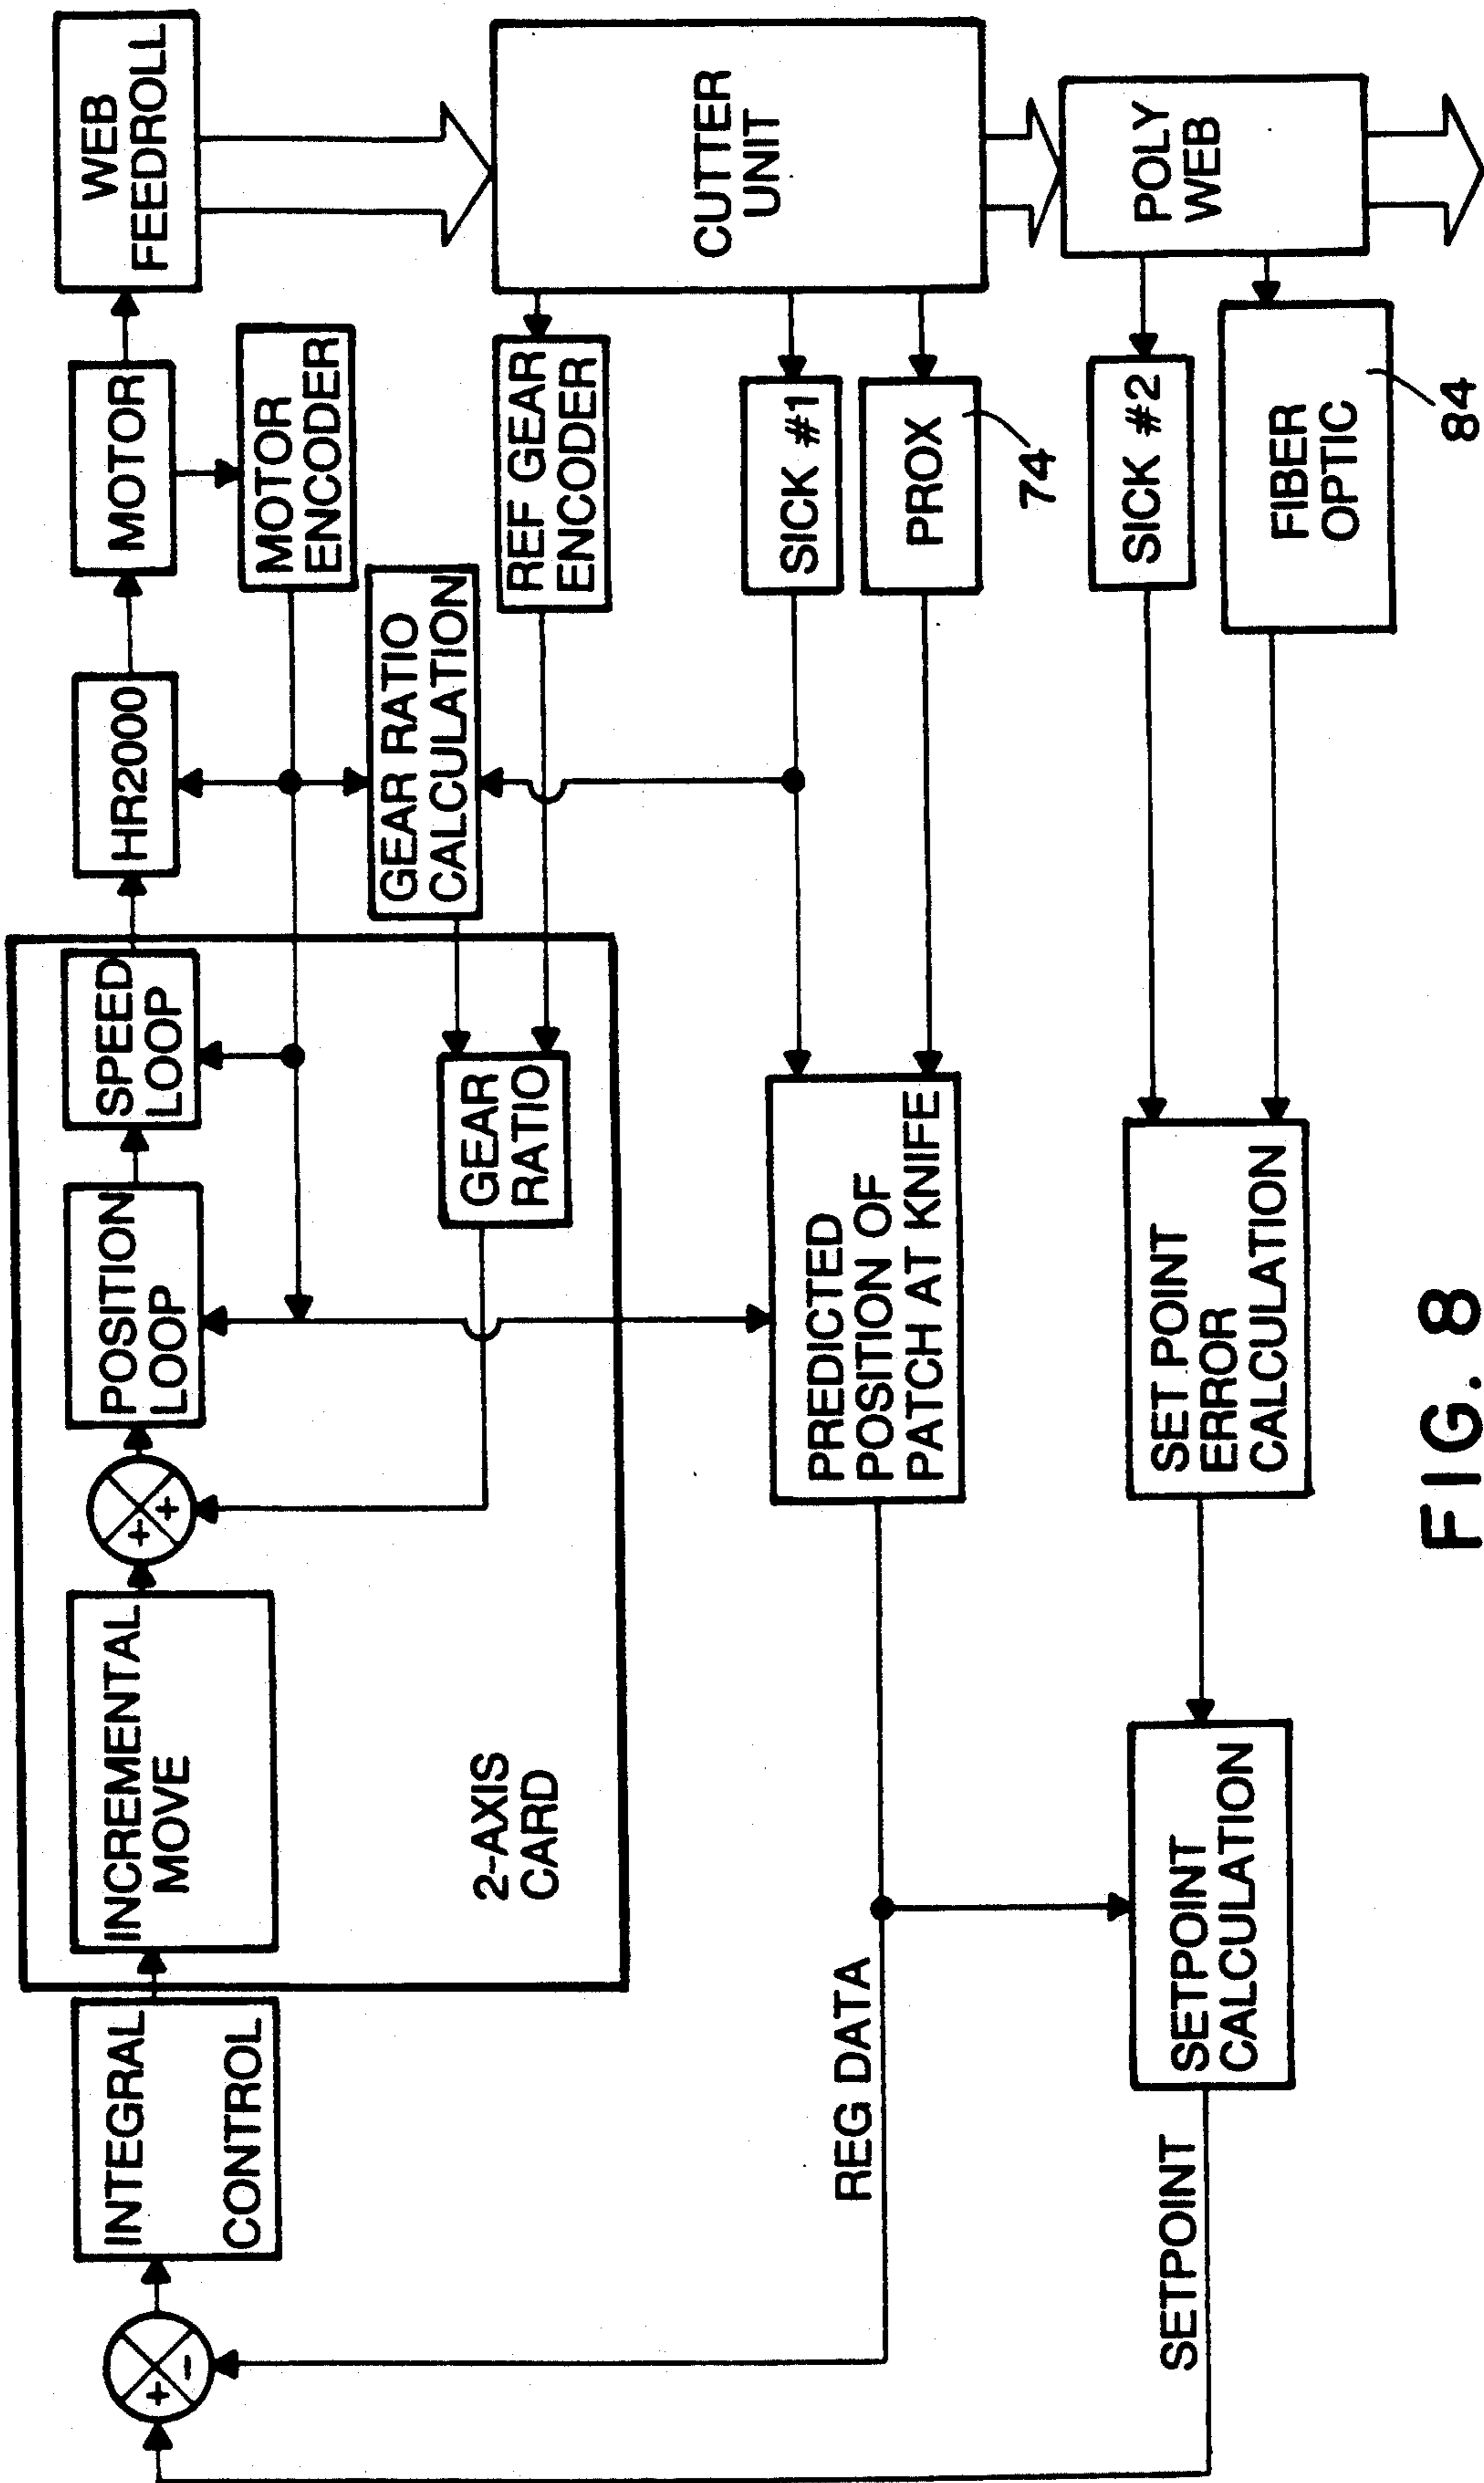 INTEGRAL
CONTROL
INCREMENTAL
MOVE
POSITION
LOOP
SPEED
LOOP
HR2000
MOTOR
WEB
FEEDROLL
MOTOR
ENCODER
GEAR RATIO
CALCULATION
GEAR
RATIO
2-AXIS
CARD
REF GEAR
ENCODER
CUTTER
UNIT
SICK #1
PROX
74
PREDICTED
POSITION OF
PATCH AT KNIFE
REG DATA
POLY
WEB
SICK #2
FIBER
OPTIC
84
SET POINT
ERROR
CALCULATION
SETPOINT
CALCULATION
SETPOINT
+
−
+
+
FIG. 8